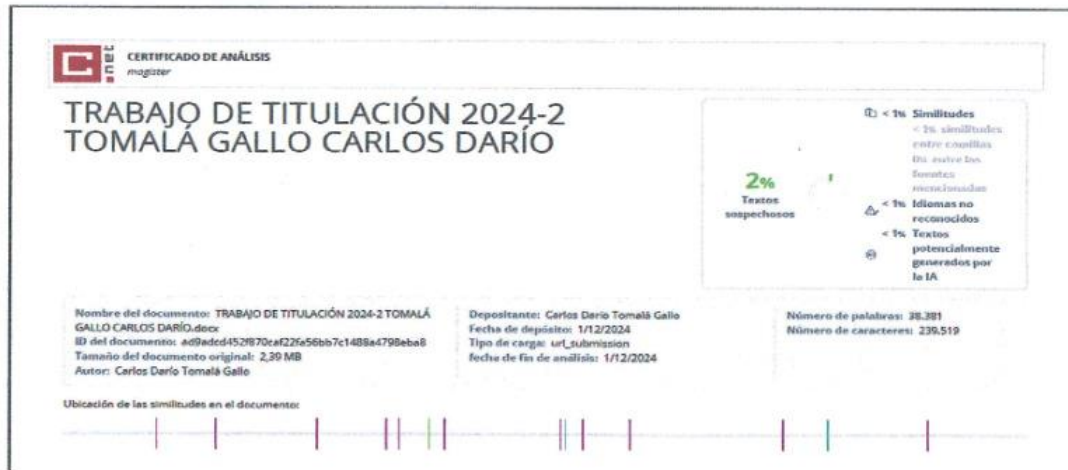 C.net
CERTIFICADO DE ANÁLISIS
magister
TRABAJO DE TITULACIÓN 2024-2
TOMALÁ GALLO CARLOS DARÍO
2%
Textos
sospechosos
< 1% Similitudes
< 1% similitudes
entre comillas
0% entre las
fuentes
mencionadas
< 1% Idiomas no
reconocidos
< 1% Textos
potencialmente
generados por
la IA
Nombre del documento: TRABAJO DE TITULACIÓN 2024-2 TOMALÁ
GALLO CARLOS DARÍO.docx
ID del documento: ad9adcd452f870caf22fa56bb7c1488a4798eba8
Tamaño del documento original: 2,39 MB
Autor: Carlos Darío Tomalá Gallo
Depositante: Carlos Darío Tomalá Gallo
Fecha de depósito: 1/12/2024
Tipo de carga: url_submission
fecha de fin de análisis: 1/12/2024
Número de palabras: 38.381
Número de caracteres: 239.519
Ubicación de las similitudes en el documento: